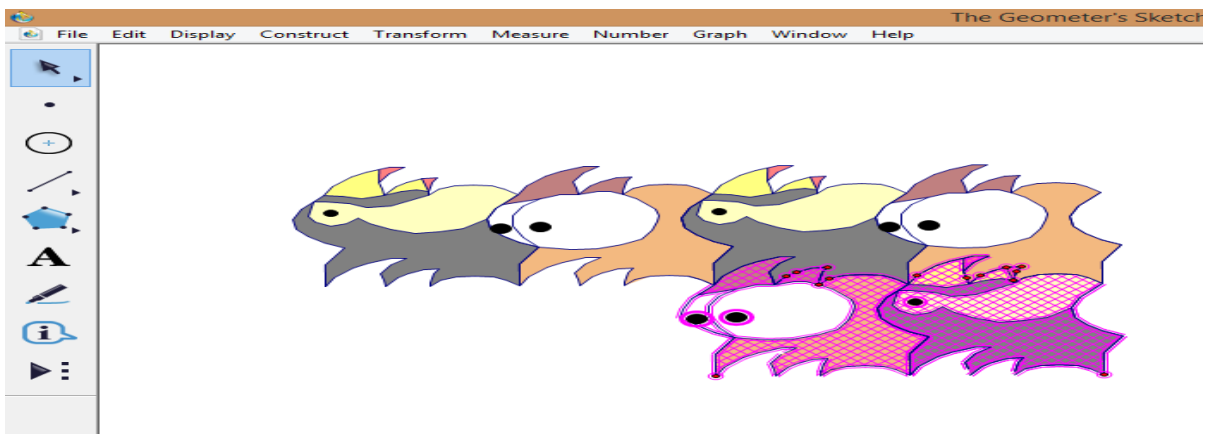 The Geometer's Sketch
File Edit Display Construct Transform Measure Number Graph Window Help
A
i